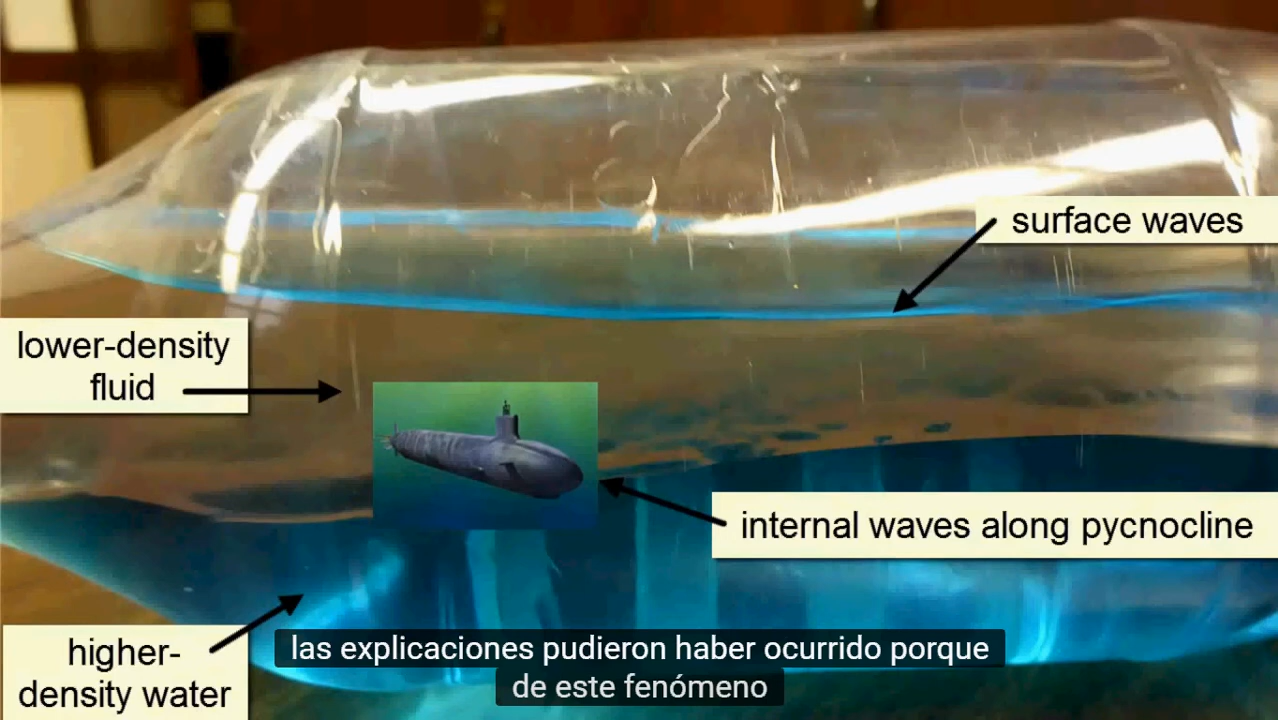 surface waves
lower-density
fluid
internal waves along pycnocline
higher-
density water
las explicaciones pudieron haber ocurrido porque
de este fenómeno